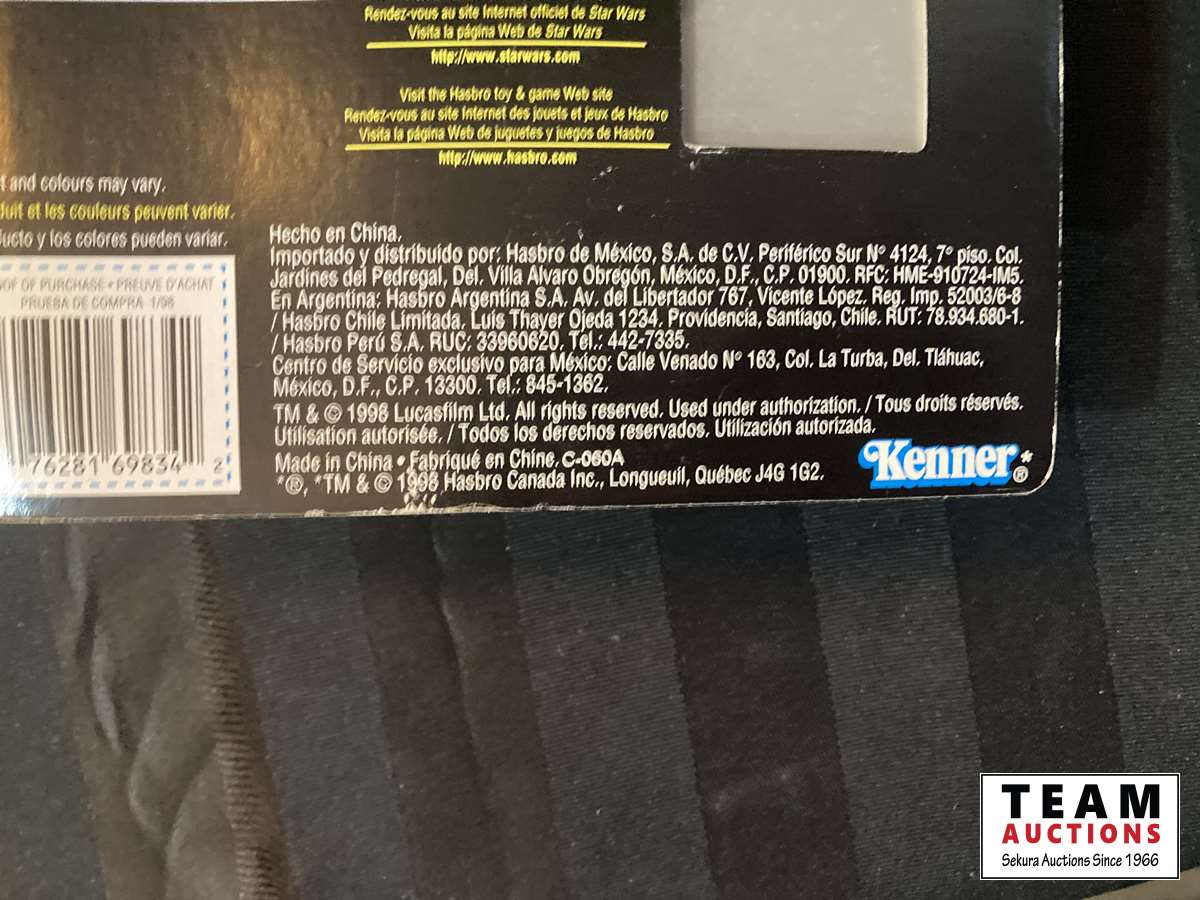 Rendez-vous au site Internet officiel de Star Wars
Visita la página Web de Star Wars
http://www.starwars.com
Visit the Hasbro toy & game Web site
Rendez-vous au site Internet des jouets et jeux de Hasbro
Visita la página Web de juguetes y juegos de Hasbro
http://www.hasbro.com
and colours may vary.
et les couleurs peuvent varier.
y los colores pueden variar.
OF PURCHASE • PREUVE D'ACHAT
PRUEBA DE COMPRA 1/98
76281 69834 2
Hecho en China.
Importado y distribuido por: Hasbro de México, S.A. de C.V. Periférico Sur Nº 4124, 7º piso. Col.
Jardines del Pedregal, Del. Villa Alvaro Obregón, México, D.F., C.P. 01900. RFC: HME-910724-IM5.
En Argentina: Hasbro Argentina S.A. Av. del Libertador 767, Vicente López. Reg. Imp. 52003/6-8
/ Hasbro Chile Limitada. Luis Thayer Ojeda 1234. Providencia, Santiago, Chile. RUT: 78.934.680-1.
/ Hasbro Perú S.A. RUC: 33960620. Tel.: 442-7335.
Centro de Servicio exclusivo para México: Calle Venado Nº 163, Col. La Turba, Del. Tláhuac,
México, D.F., C.P. 13300. Tel.: 845-1362.
TM & © 1998 Lucasfilm Ltd. All rights reserved. Used under authorization. / Tous droits réservés.
Utilisation autorisée. / Todos los derechos reservados. Utilización autorizada.
Made in China • Fabriqué en Chine. C-060A
*®, *TM & © 1998 Hasbro Canada Inc., Longueuil, Québec J4G 1G2.
Kenner*®
TEAM
AUCTIONS
Sekura Auctions Since 1966